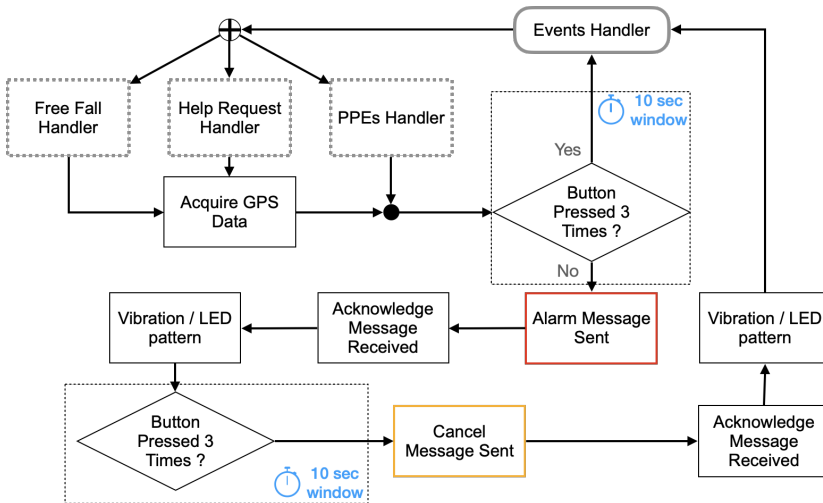 Events Handler
Free Fall
Handler
Help Request
Handler
PPEs Handler
10 sec
window
Yes
Acquire GPS
Data
Button
Pressed 3
Times ?
No
Vibration / LED
pattern
Acknowledge
Message
Received
Alarm Message
Sent
Vibration / LED
pattern
Button
Pressed 3
Times ?
10 sec
window
Cancel
Message Sent
Acknowledge
Message
Received